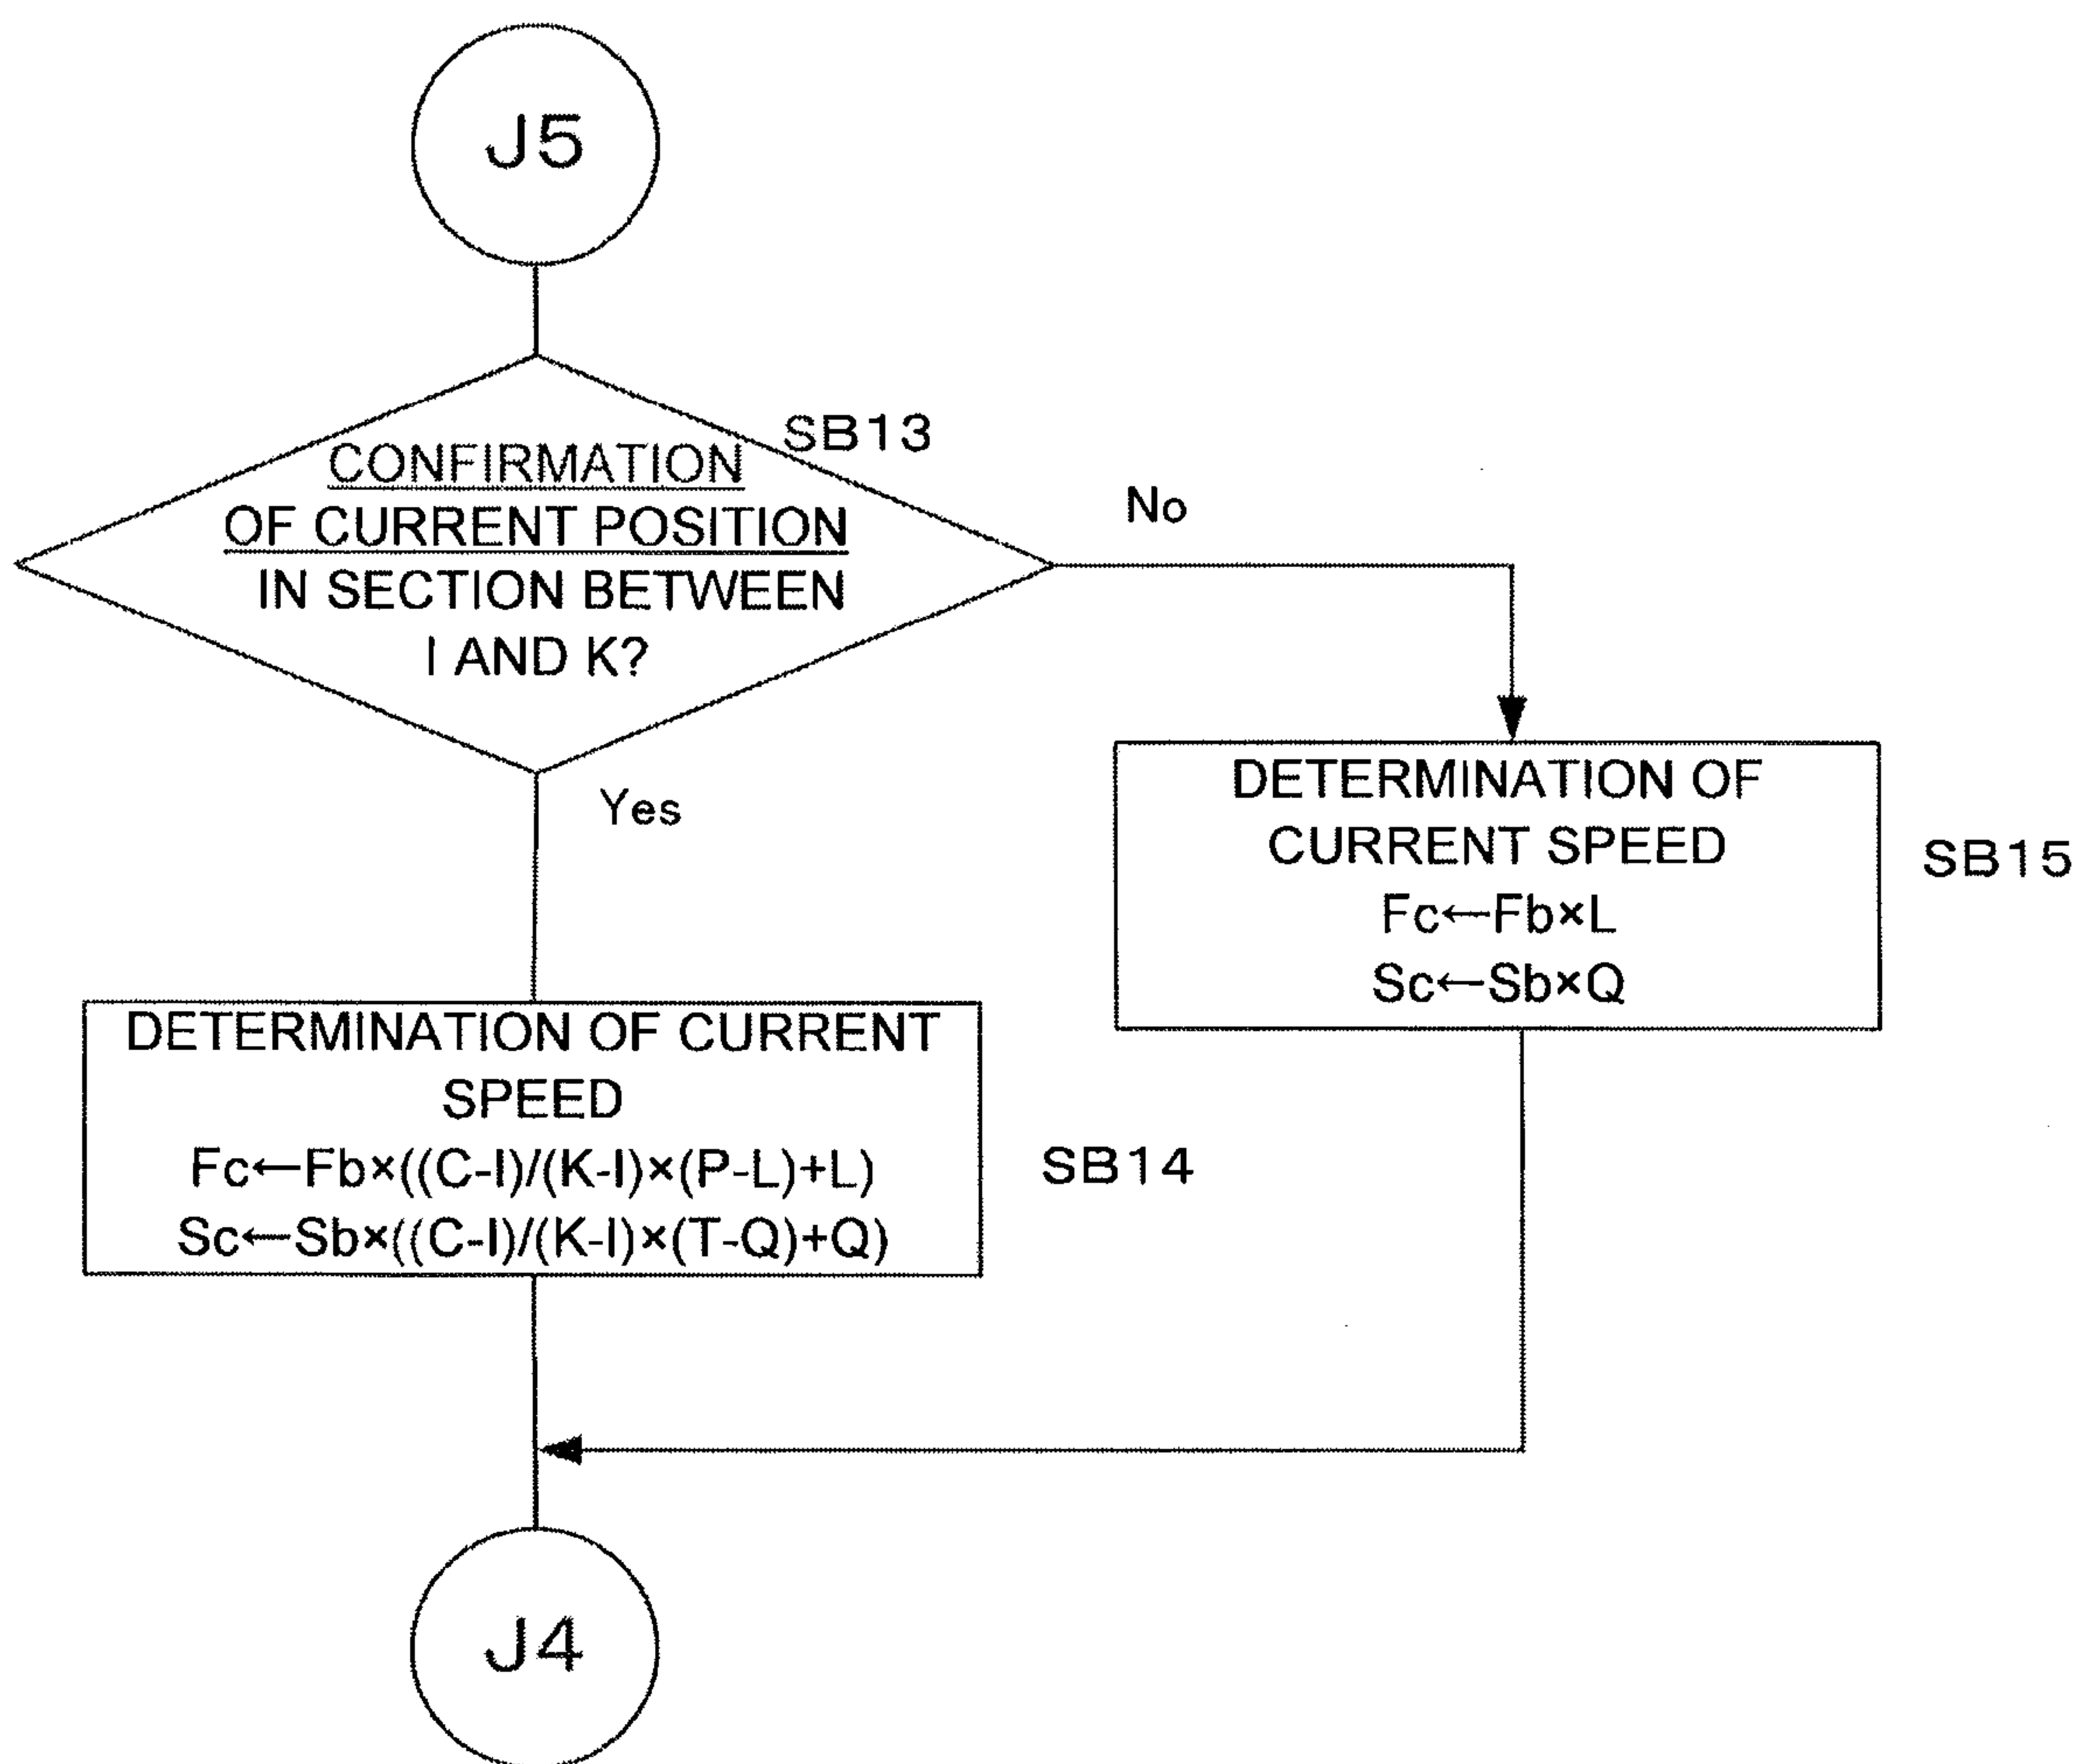 J5
SB13
CONFIRMATION
OF CURRENT POSITION
IN SECTION BETWEEN
I AND K?
No
Yes
DETERMINATION OF
CURRENT SPEED
Fc←Fb×L
Sc←Sb×Q
SB15
DETERMINATION OF CURRENT
SPEED
Fc←Fb×((C-I)/(K-I)×(P-L)+L)
Sc←Sb×((C-I)/(K-I)×(T-Q)+Q)
SB14
J4